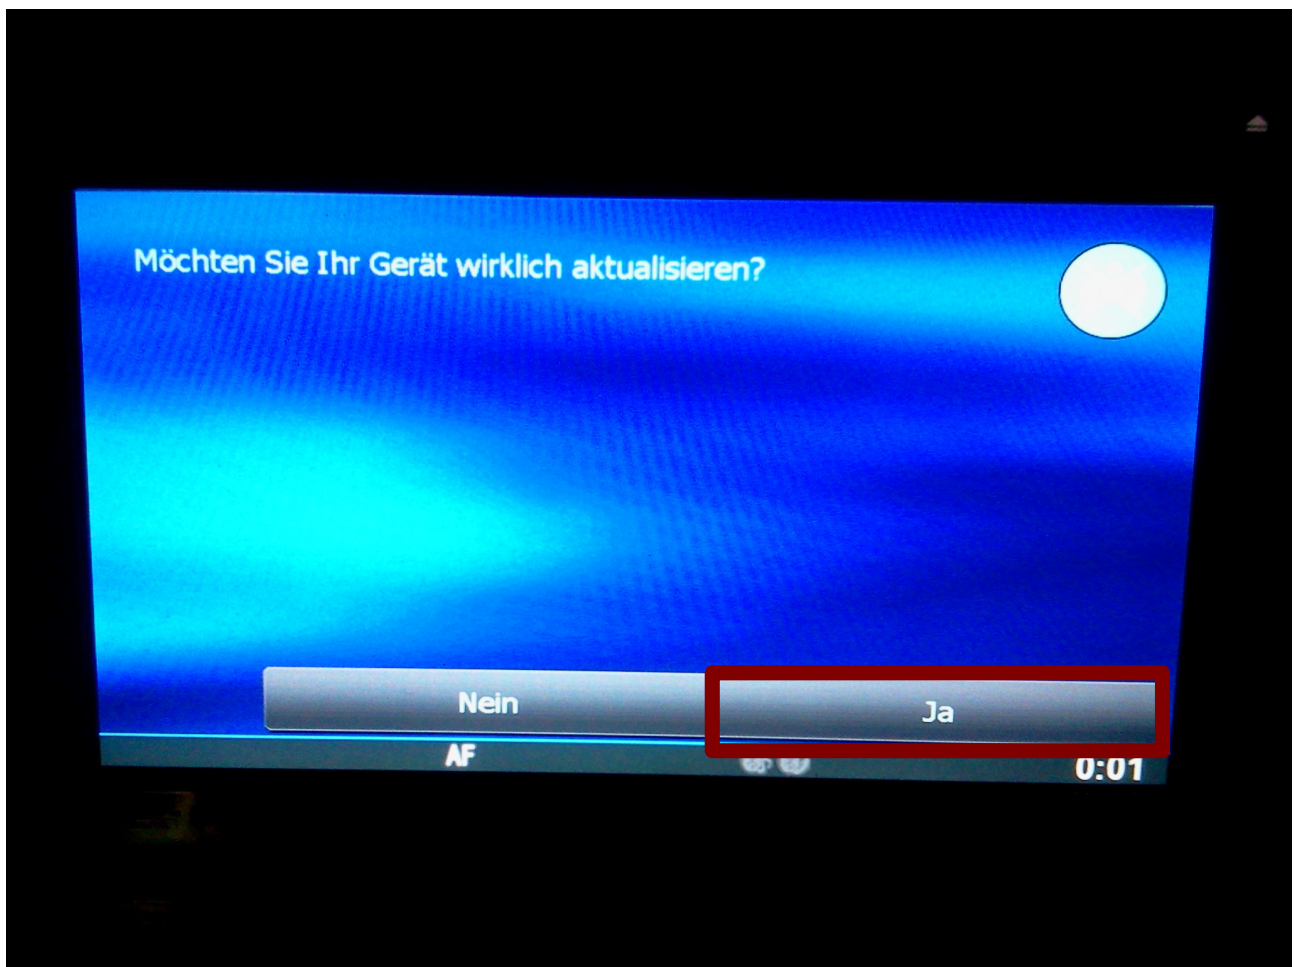 Möchten Sie Ihr Gerät wirklich aktualisieren?
Nein
Ja
AF
0:01